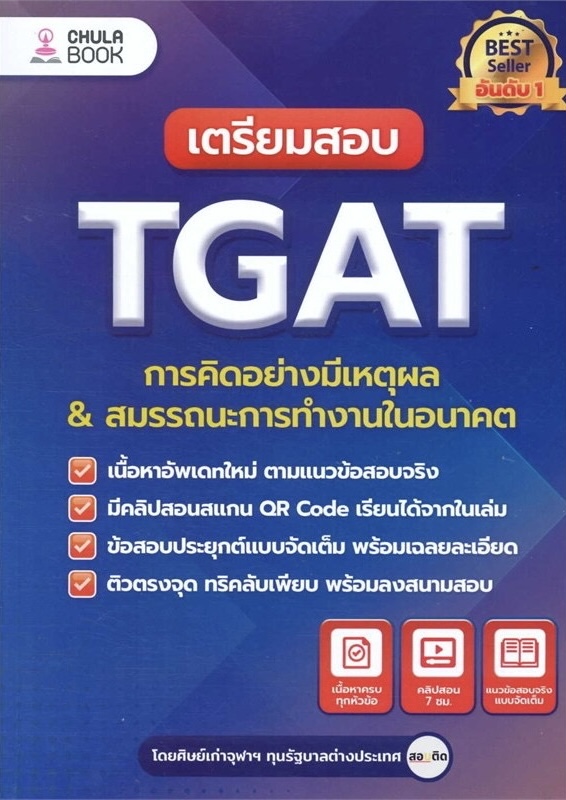 CHULA
BOOK
BEST
Seller
อันดับ 1
เตรียมสอบ
TGAT
การคิดอย่างมีเหตุผล
& สมรรถนะการทำงานในอนาคต
เนื้อหาอัพเดทใหม่ ตามแนวข้อสอบจริง
มีคลิปสอนสแกน QR Code เรียนได้จากในเล่ม
ข้อสอบประยุกต์แบบจัดเต็ม พร้อมเฉลยละเอียด
ติวตรงจุด ทริคลับเพียบ พร้อมลงสนามสอบ
เนื้อหาครบ
ทุกหัวข้อ
คลิปสอน
7 ชม.
แนวข้อสอบจริง
แบบจัดเต็ม
โดยศิษย์เก่าจุฬาฯ ทุนรัฐบาลต่างประเทศ สอบติด